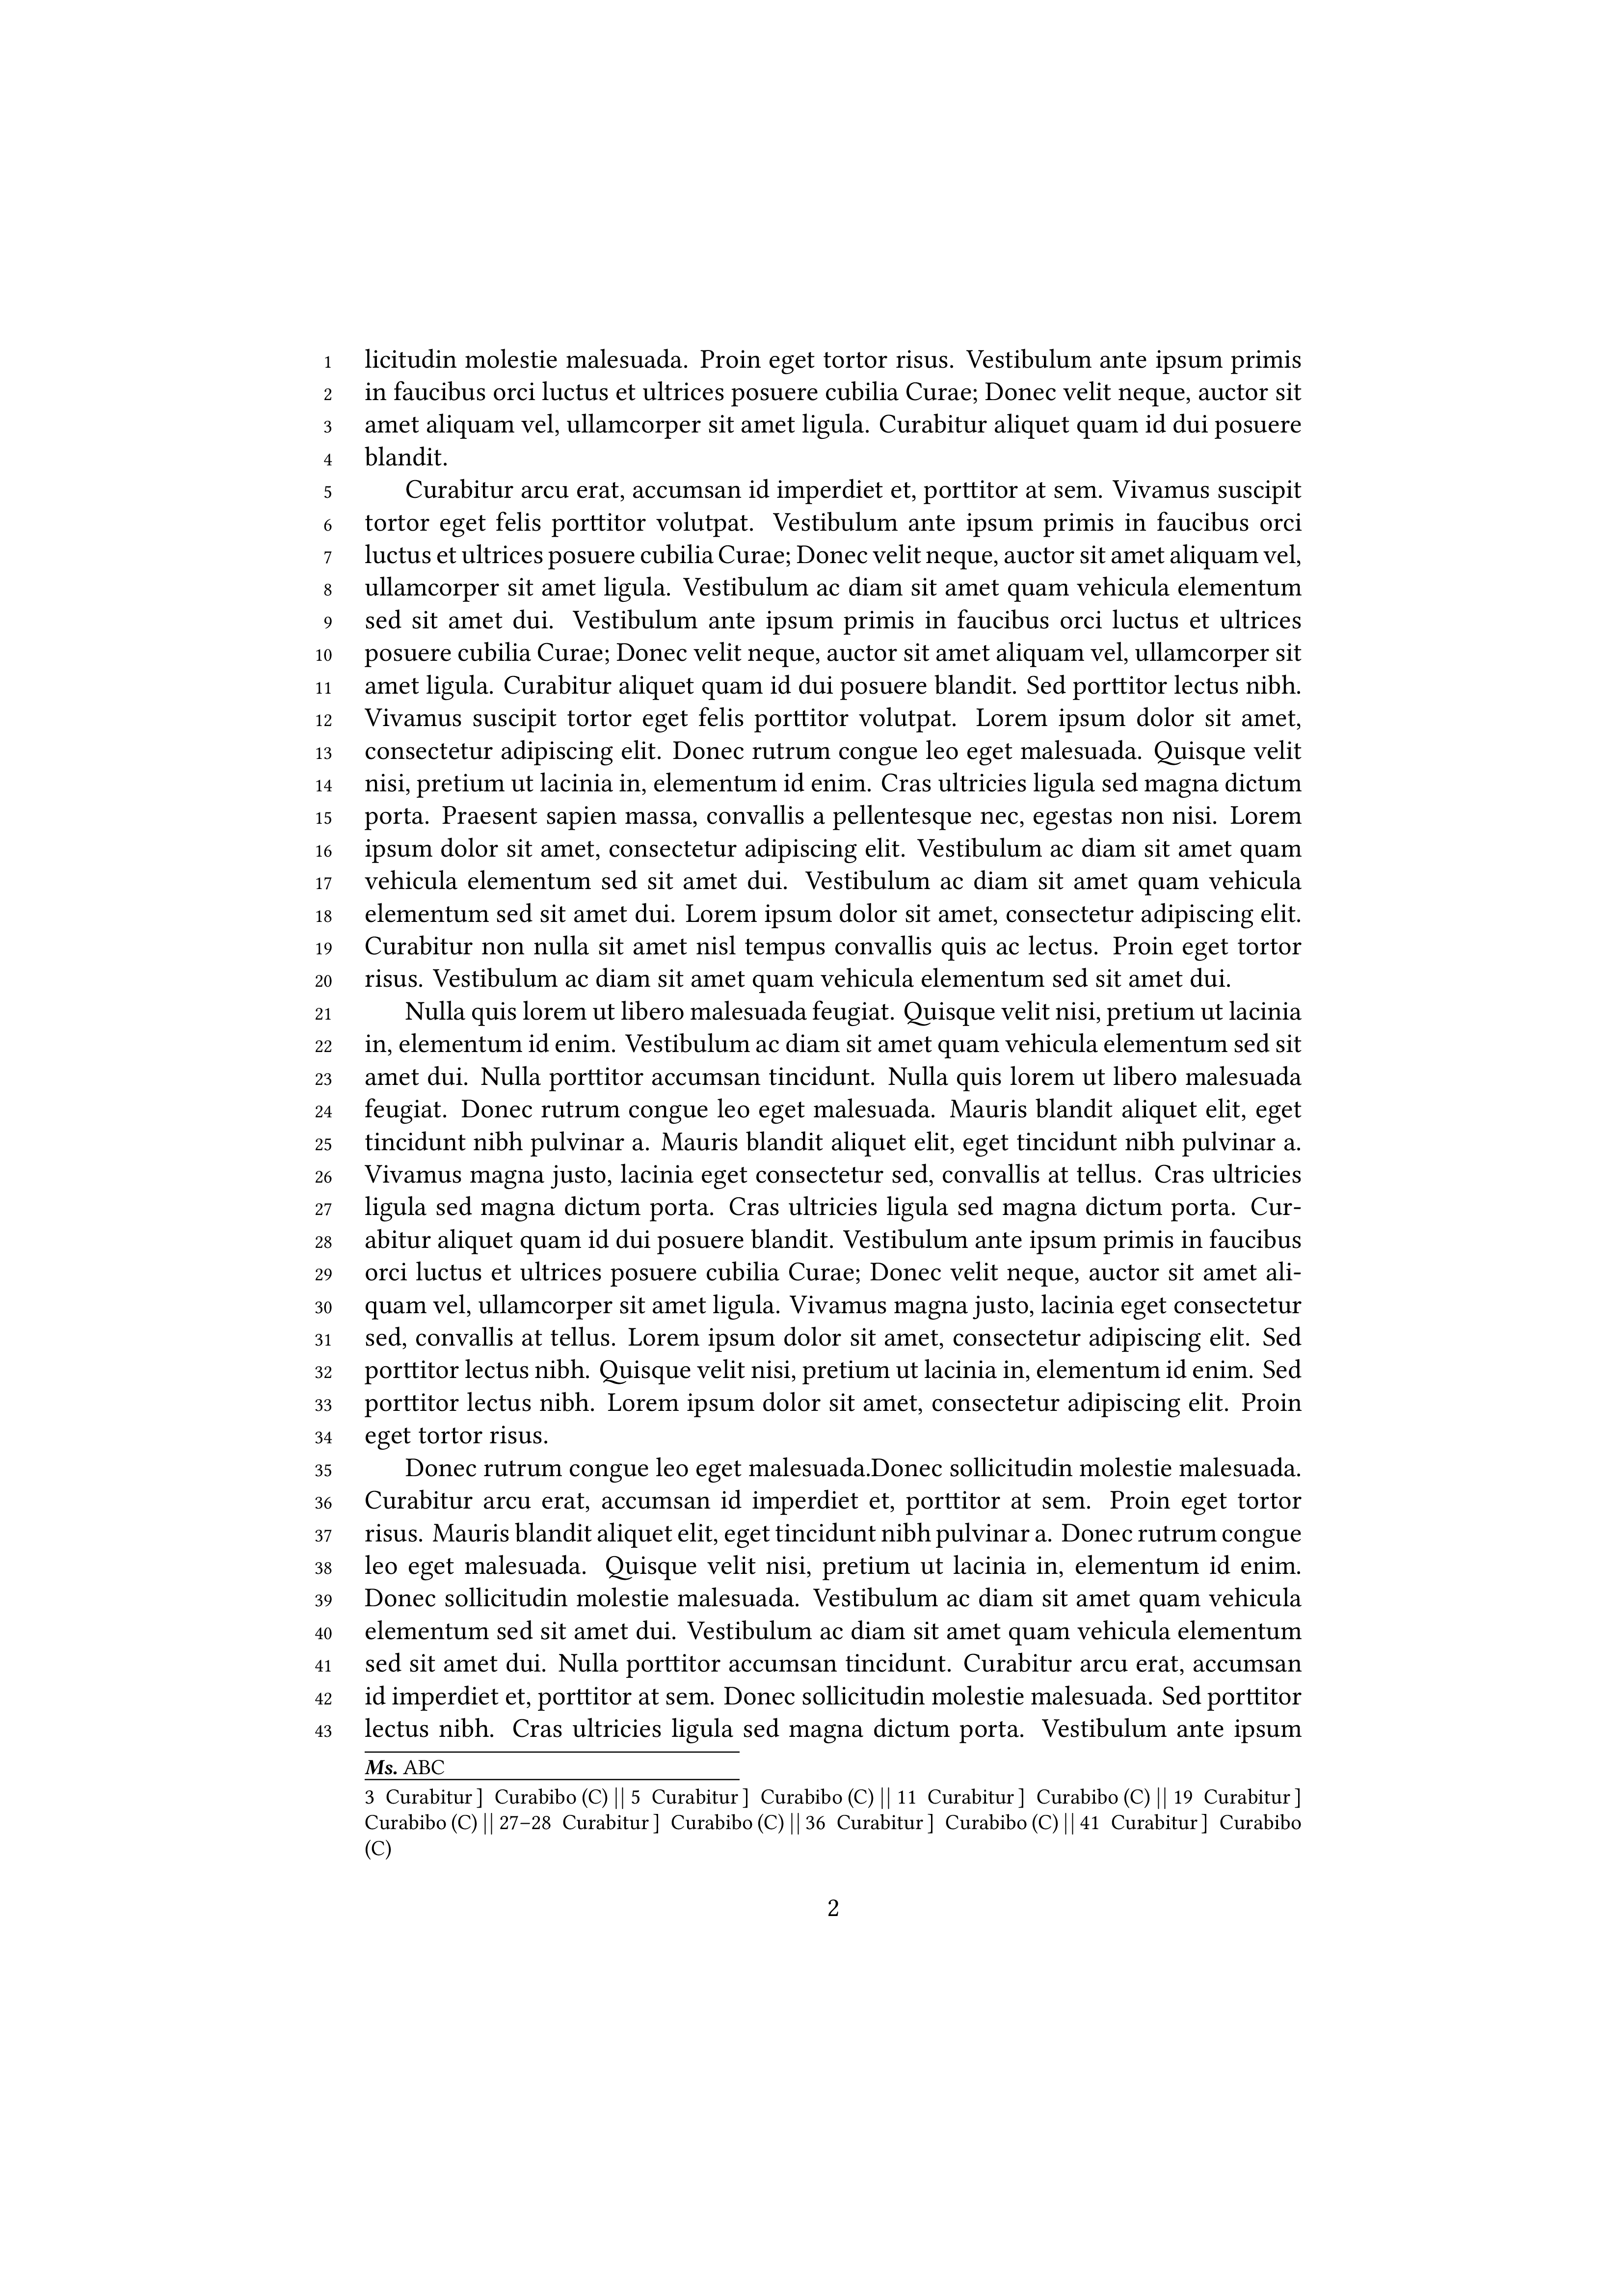 1 licitudin molestie malesuada. Proin eget tortor risus. Vestibulum ante ipsum primis
2 in faucibus orci luctus et ultrices posuere cubilia Curae; Donec velit neque, auctor sit
3 amet aliquam vel, ullamcorper sit amet ligula. Curabitur aliquet quam id dui posuere
4 blandit.
5 Curabitur arcu erat, accumsan id imperdiet et, porttitor at sem. Vivamus suscipit
6 tortor eget felis porttitor volutpat. Vestibulum ante ipsum primis in faucibus orci
7 luctus et ultrices posuere cubilia Curae; Donec velit neque, auctor sit amet aliquam vel,
8 ullamcorper sit amet ligula. Vestibulum ac diam sit amet quam vehicula elementum
9 sed sit amet dui. Vestibulum ante ipsum primis in faucibus orci luctus et ultrices
10 posuere cubilia Curae; Donec velit neque, auctor sit amet aliquam vel, ullamcorper sit
11 amet ligula. Curabitur aliquet quam id dui posuere blandit. Sed porttitor lectus nibh.
12 Vivamus suscipit tortor eget felis porttitor volutpat. Lorem ipsum dolor sit amet,
13 consectetur adipiscing elit. Donec rutrum congue leo eget malesuada. Quisque velit
14 nisi, pretium ut lacinia in, elementum id enim. Cras ultricies ligula sed magna dictum
15 porta. Praesent sapien massa, convallis a pellentesque nec, egestas non nisi. Lorem
16 ipsum dolor sit amet, consectetur adipiscing elit. Vestibulum ac diam sit amet quam
17 vehicula elementum sed sit amet dui. Vestibulum ac diam sit amet quam vehicula
18 elementum sed sit amet dui. Lorem ipsum dolor sit amet, consectetur adipiscing elit.
19 Curabitur non nulla sit amet nisl tempus convallis quis ac lectus. Proin eget tortor
20 risus. Vestibulum ac diam sit amet quam vehicula elementum sed sit amet dui.
21 Nulla quis lorem ut libero malesuada feugiat. Quisque velit nisi, pretium ut lacinia
22 in, elementum id enim. Vestibulum ac diam sit amet quam vehicula elementum sed sit
23 amet dui. Nulla porttitor accumsan tincidunt. Nulla quis lorem ut libero malesuada
24 feugiat. Donec rutrum congue leo eget malesuada. Mauris blandit aliquet elit, eget
25 tincidunt nibh pulvinar a. Mauris blandit aliquet elit, eget tincidunt nibh pulvinar a.
26 Vivamus magna justo, lacinia eget consectetur sed, convallis at tellus. Cras ultricies
27 ligula sed magna dictum porta. Cras ultricies ligula sed magna dictum porta. Cur-
28 abitur aliquet quam id dui posuere blandit. Vestibulum ante ipsum primis in faucibus
29 orci luctus et ultrices posuere cubilia Curae; Donec velit neque, auctor sit amet ali-
30 quam vel, ullamcorper sit amet ligula. Vivamus magna justo, lacinia eget consectetur
31 sed, convallis at tellus. Lorem ipsum dolor sit amet, consectetur adipiscing elit. Sed
32 porttitor lectus nibh. Quisque velit nisi, pretium ut lacinia in, elementum id enim. Sed
33 porttitor lectus nibh. Lorem ipsum dolor sit amet, consectetur adipiscing elit. Proin
34 eget tortor risus.
35 Donec rutrum congue leo eget malesuada.Donec sollicitudin molestie malesuada.
36 Curabitur arcu erat, accumsan id imperdiet et, porttitor at sem. Proin eget tortor
37 risus. Mauris blandit aliquet elit, eget tincidunt nibh pulvinar a. Donec rutrum congue
38 leo eget malesuada. Quisque velit nisi, pretium ut lacinia in, elementum id enim.
39 Donec sollicitudin molestie malesuada. Vestibulum ac diam sit amet quam vehicula
40 elementum sed sit amet dui. Vestibulum ac diam sit amet quam vehicula elementum
41 sed sit amet dui. Nulla porttitor accumsan tincidunt. Curabitur arcu erat, accumsan
42 id imperdiet et, porttitor at sem. Donec sollicitudin molestie malesuada. Sed porttitor
43 lectus nibh. Cras ultricies ligula sed magna dictum porta. Vestibulum ante ipsum
Ms. ABC
3 Curabitur ] Curabibo (C) || 5 Curabitur ] Curabibo (C) || 11 Curabitur ] Curabibo (C) || 19 Curabitur ]
Curabibo (C) || 27–28 Curabitur ] Curabibo (C) || 36 Curabitur ] Curabibo (C) || 41 Curabitur ] Curabibo
(C)
2